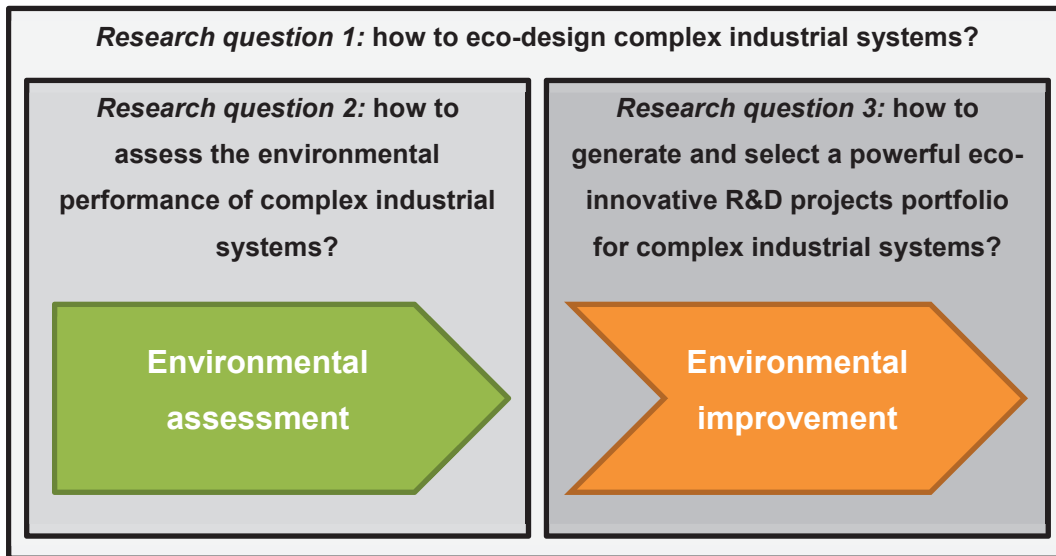 Research question 1: how to eco-design complex industrial systems?
Research question 2: how to
assess the environmental
performance of complex industrial
systems?
Environmental
assessment
Research question 3: how to
generate and select a powerful eco-
innovative R&D projects portfolio
for complex industrial systems?
Environmental
improvement